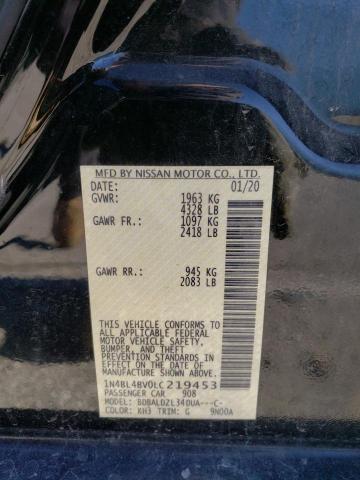 MFD BY NISSAN MOTOR CO., LTD.
DATE: 01/20
GVWR: 1963 KG
4328 LB
GAWR FR.: 1097 KG
2418 LB
GAWR RR.: 945 KG
2083 LB
THIS VEHICLE CONFORMS TO
ALL APPLICABLE FEDERAL
MOTOR VEHICLE SAFETY, BUMPER,
AND THEFT PREVENTION STANDARDS
IN EFFECT ON THE DATE OF
MANUFACTURE SHOWN ABOVE.
1N4BL4BV0LC219453
PASSENGER CAR 908
MODEL: BDBALDZL34DUA---C-
COLOR: KH3 TRIM: G 9N00A